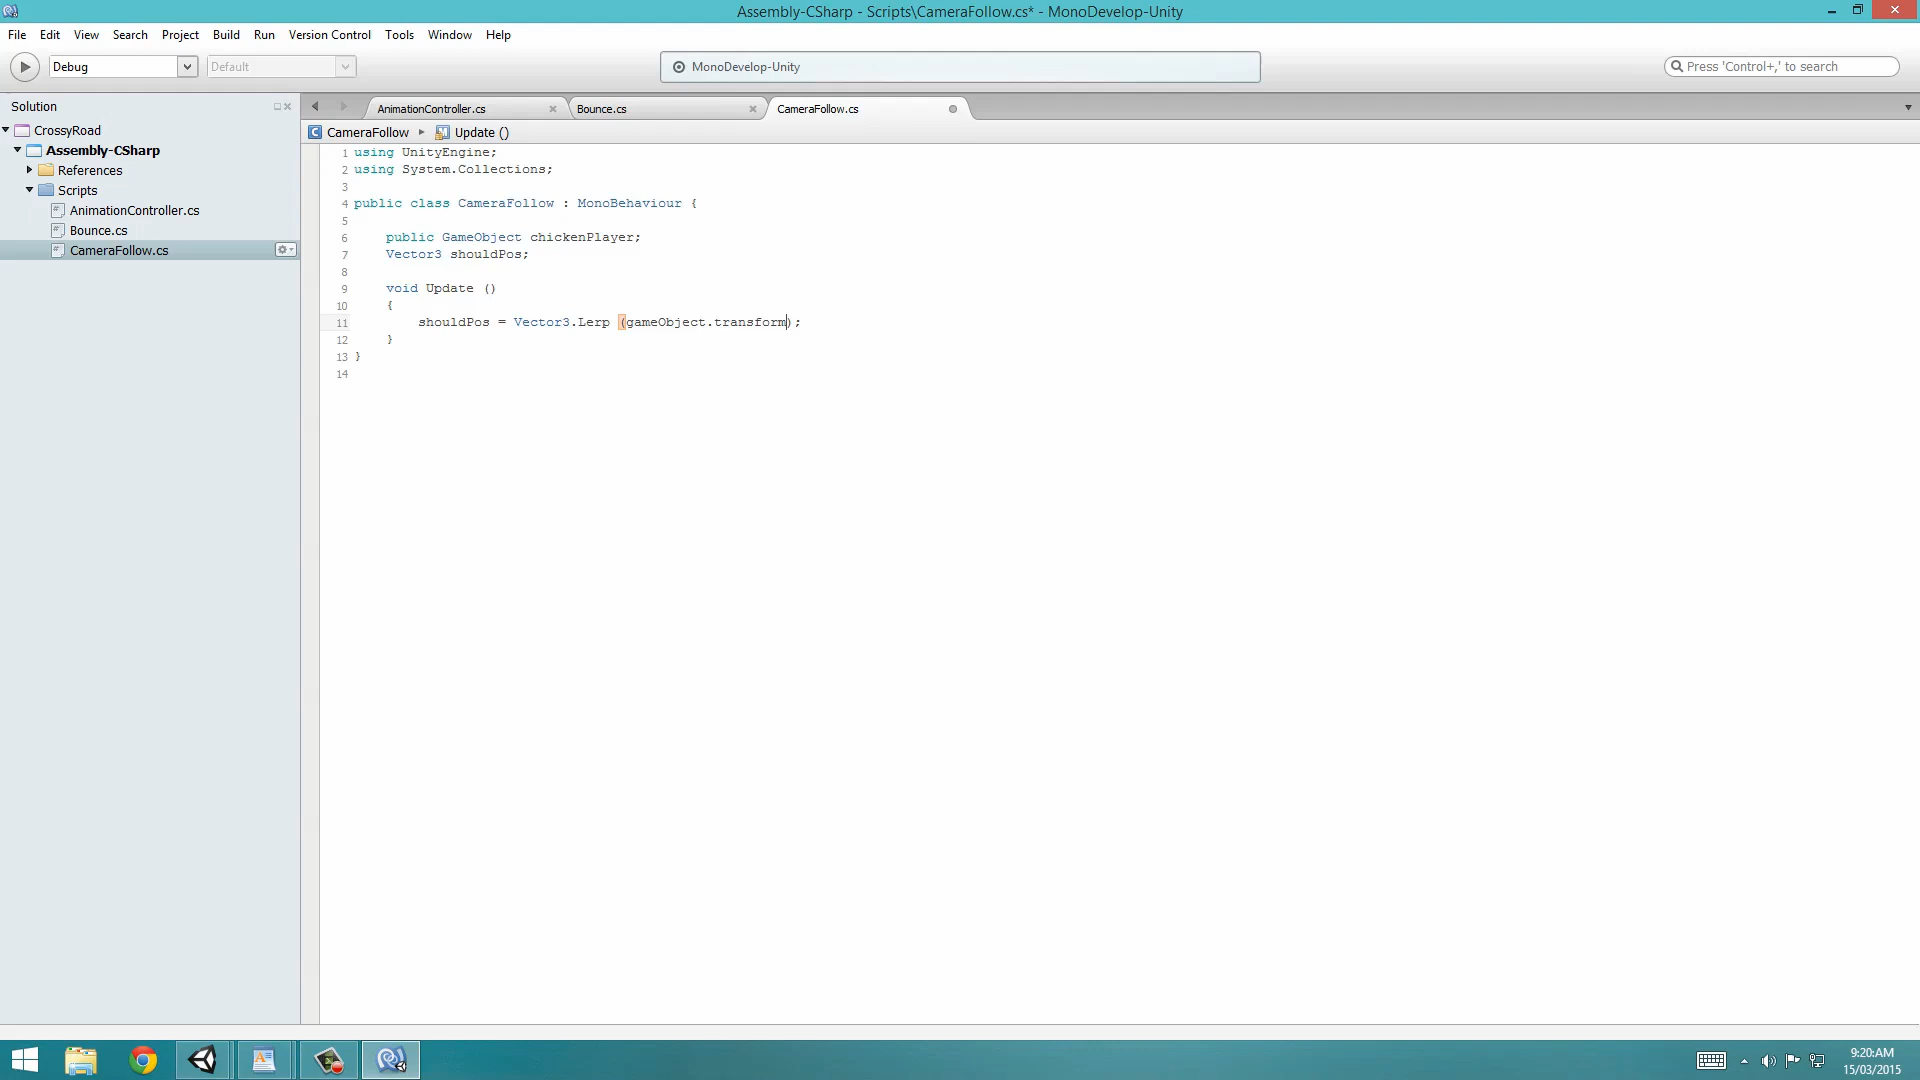 Assembly-CSharp - Scripts\CameraFollow.cs* - MonoDevelop-Unity
File Edit View Search Project Build Run Version Control Tools Window Help
Debug Default MonoDevelop-Unity Press 'Control+,' to search
Solution
CrossyRoad
Assembly-CSharp
References
Scripts
AnimationController.cs
Bounce.cs
CameraFollow.cs
AnimationController.cs Bounce.cs CameraFollow.cs
CameraFollow Update ()
1 using UnityEngine;
2 using System.Collections;
3
4 public class CameraFollow : MonoBehaviour {
5
6 public GameObject chickenPlayer;
7 Vector3 shouldPos;
8
9 void Update ()
10 {
11 shouldPos = Vector3.Lerp (gameObject.transform);
12 }
13 }
14
9:20:AM
15/03/2015